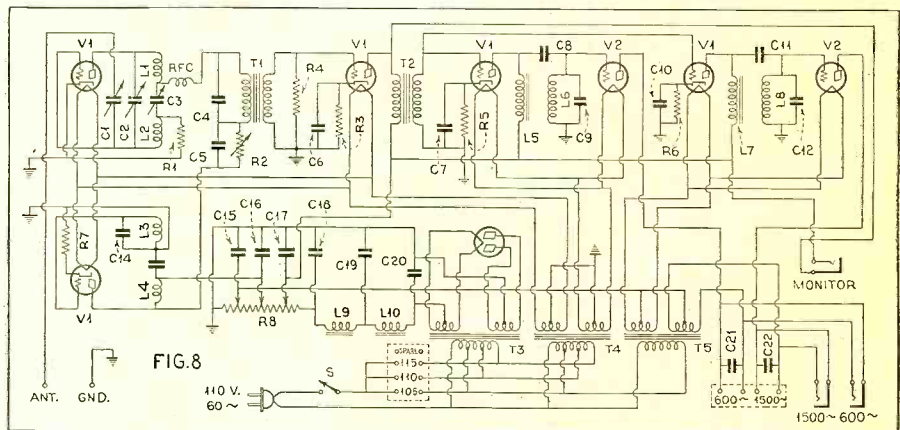 V1
L1
RFC
C1
C2
C3
L2
R1
C4
C5
R2
T1
R4
C6
R3
V1
T2
C7
R5
V1
L5
C8
L6
C9
V2
C10
R6
V1
L7
C11
L8
C12
V2
R7
C14
L3
L4
V1
C15
C16
C17
C18
C19
C20
R8
L9
L10
T3
T4
T5
MONITOR
C21
C22
FIG.8
ANT.
GND.
110 V.
60~
S
SPARE
115
110
105
600~
1500~
1500~
600~